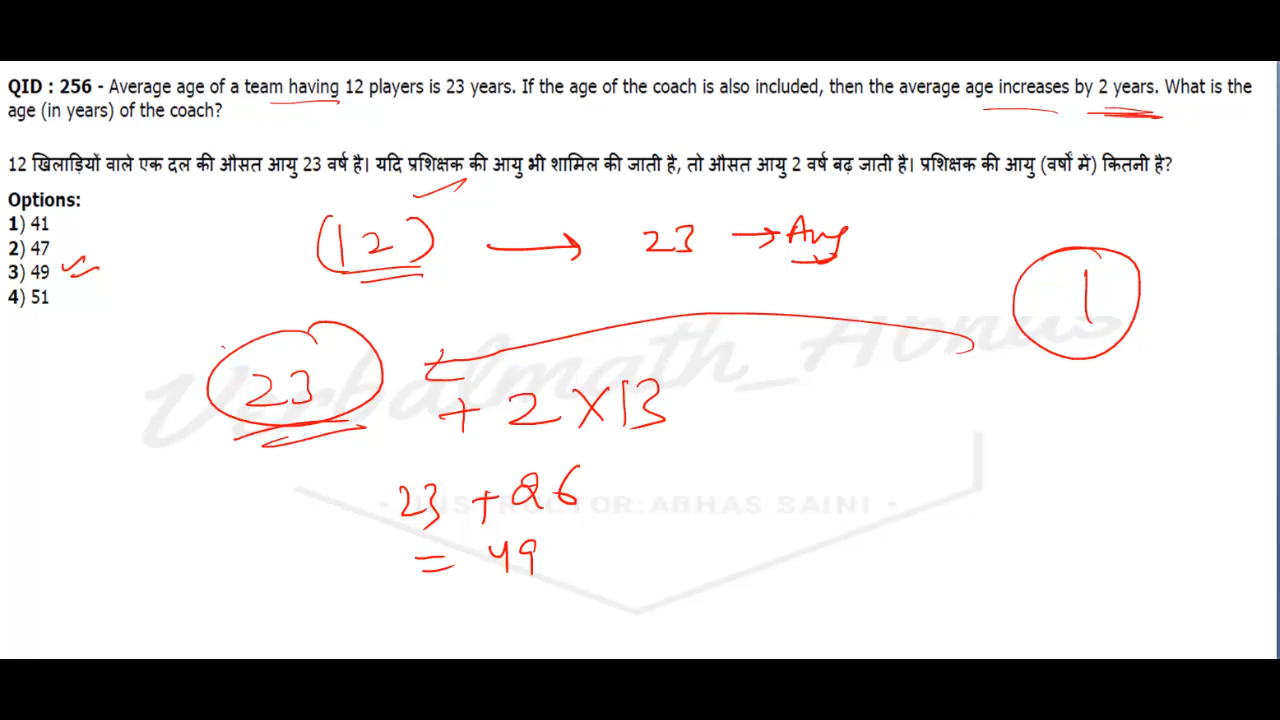 QID : 256 - Average age of a team having 12 players is 23 years. If the age of the coach is also included, then the average age increases by 2 years. What is the
age (in years) of the coach?
12 खिलाड़ियों वाले एक दल की औसत आयु 23 वर्ष है। यदि प्रशिक्षक की आयु भी शामिल की जाती है, तो औसत आयु 2 वर्ष बढ़ जाती है। प्रशिक्षक की आयु (वर्षों में) कितनी है?
Options:
1) 41
2) 47
3) 49
4) 51
(12) → 23 → Avg
1
Verbalmath_Honus
23 + 2 × 13
23 + 26
- INSTRUCTOR:ABHAS SAINI -
= 49